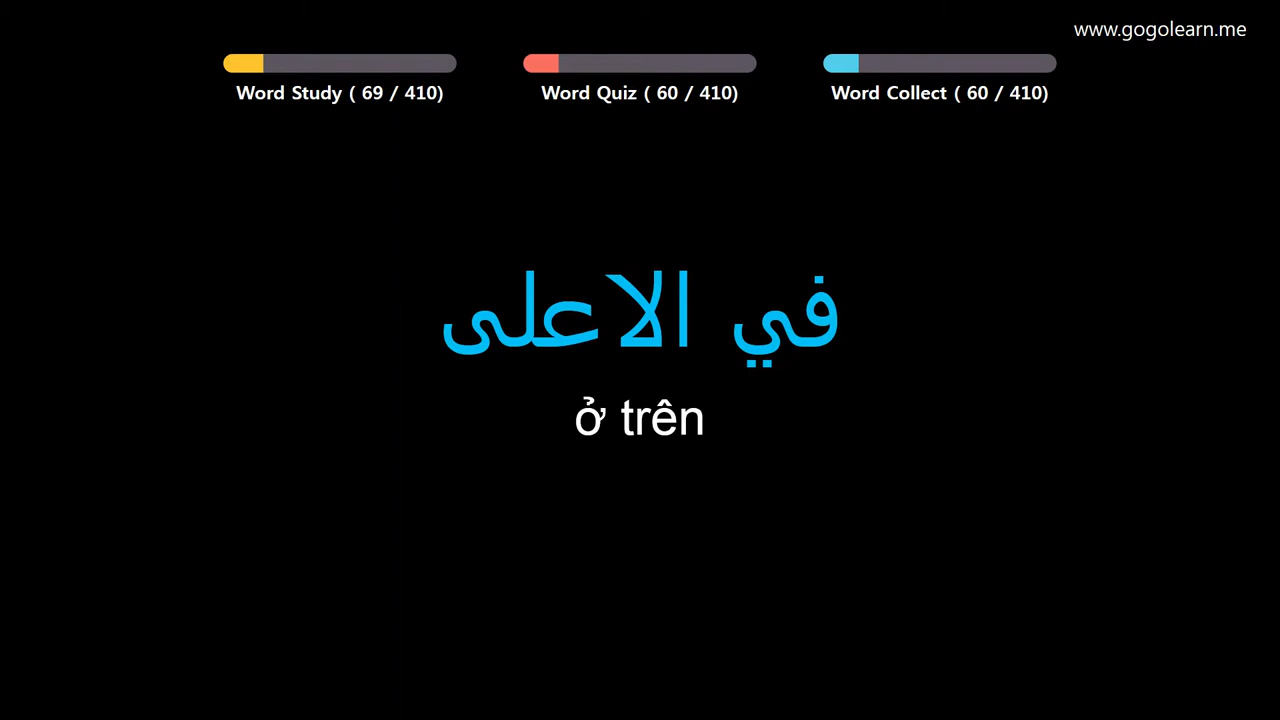 www.gogolearn.me
Word Study ( 69 / 410)
Word Quiz ( 60 / 410)
Word Collect ( 60 / 410)
في الاعلى
ở trên